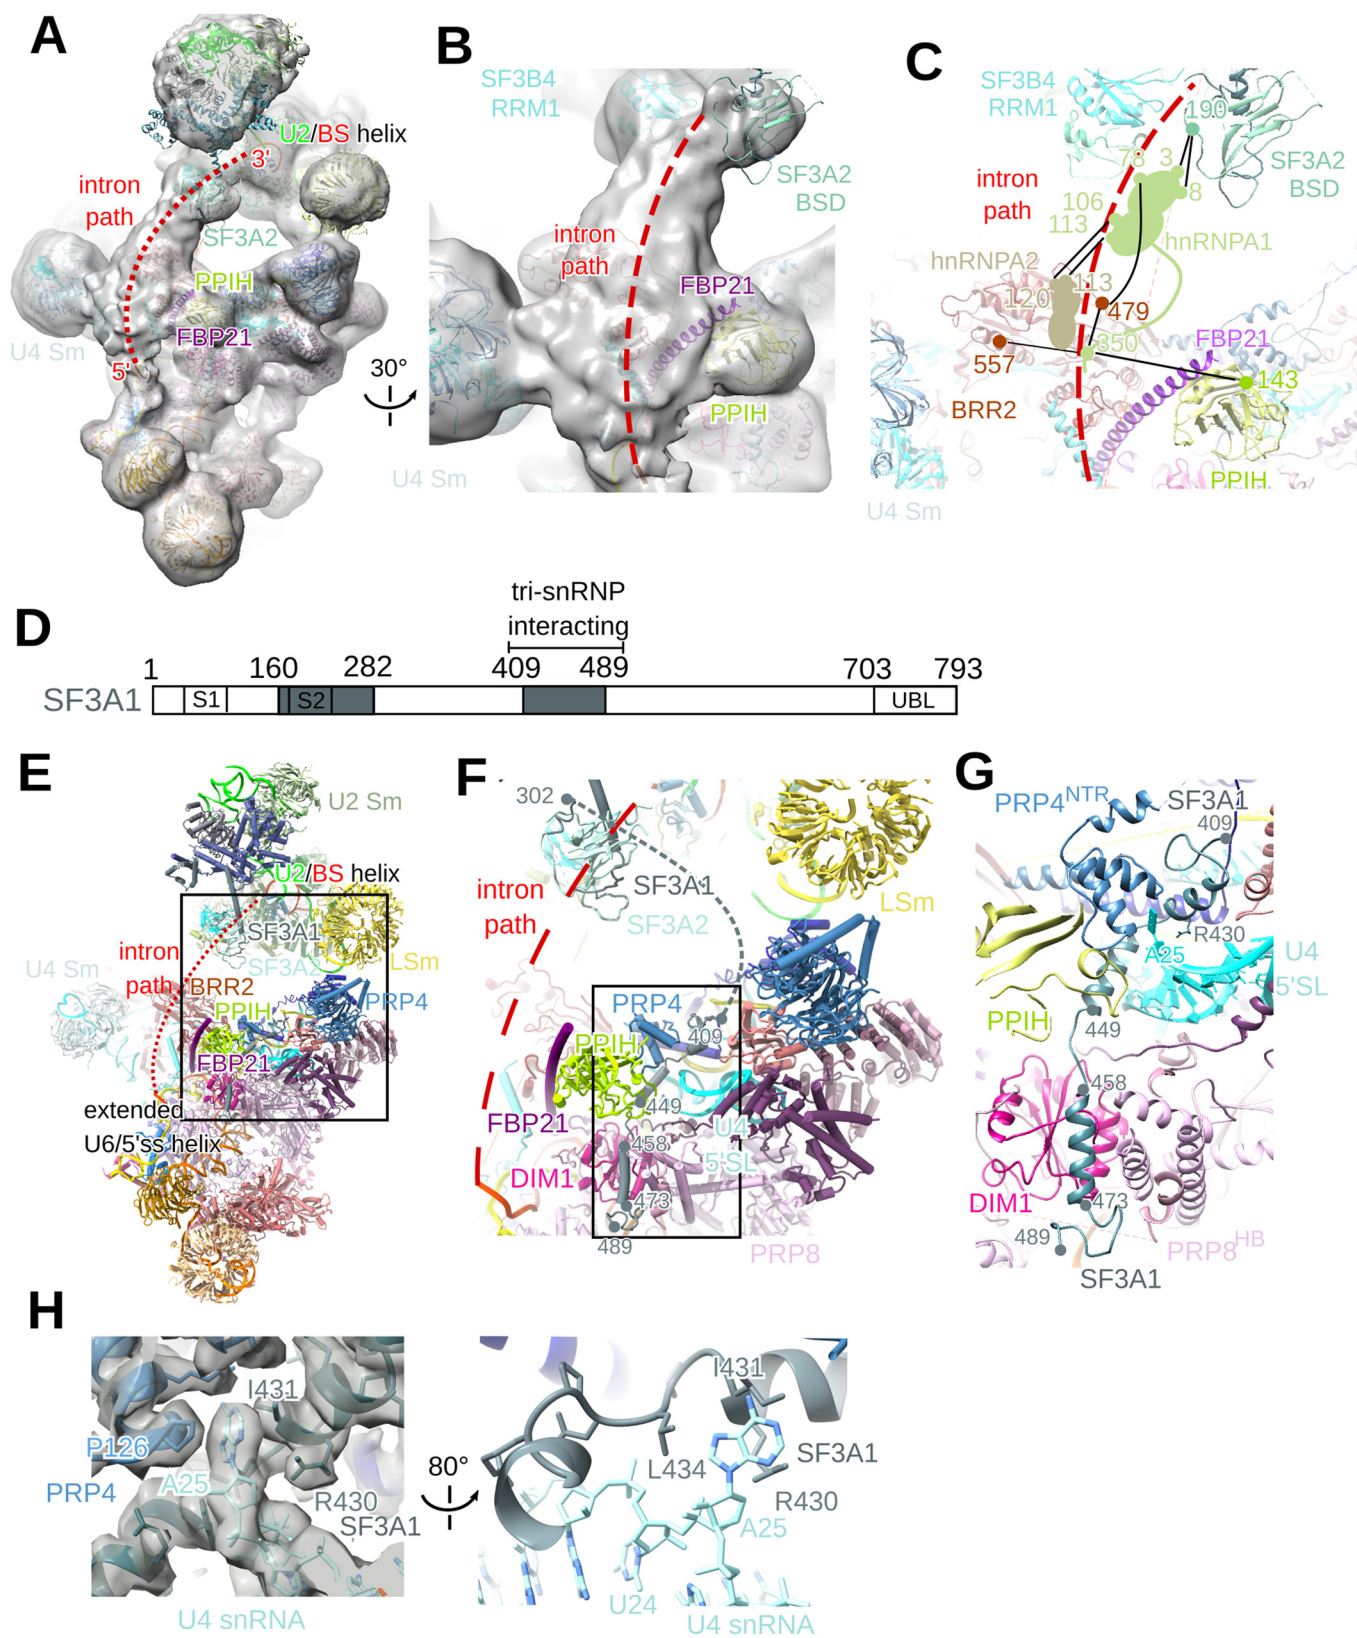 A
U2/BS helix
3'
intron
path
SF3A2
PPIH
FBP21
U4 Sm
5'
30°
B
SF3B4
RRM1
SF3A2
BSD
intron
path
FBP21
PPIH
U4 Sm
C
SF3B4
RRM1
190
78
3
8
SF3A2
BSD
intron
path
106
113
hnRNPA1
hnRNPA2
113
120
479
350
FBP21
557
143
BRR2
PPIH
U4 Sm
D
tri-snRNP
interacting
1
160
282
409
489
703
793
SF3A1
S1
S2
UBL
E
U2 Sm
U2/BS helix
SF3A1
intron
path
U4 Sm
SF3A2
LSm
BRR2
PPIH
PRP4
FBP21
extended
U6/5'ss helix
F
302
SF3A1
SF3A2
intron
path
LSm
PRP4
409
PPIH
FBP21
449
458
U4
5'SL
DIM1
473
489
PRP8
G
PRP4NTR
SF3A1
409
R430
A25
U4
5'SL
PPIH
449
458
DIM1
473
489
PRP8HB
SF3A1
H
I431
P126
A25
PRP4
R430
SF3A1
U4 snRNA
80°
I431
L434
SF3A1
R430
A25
U24
U4 snRNA